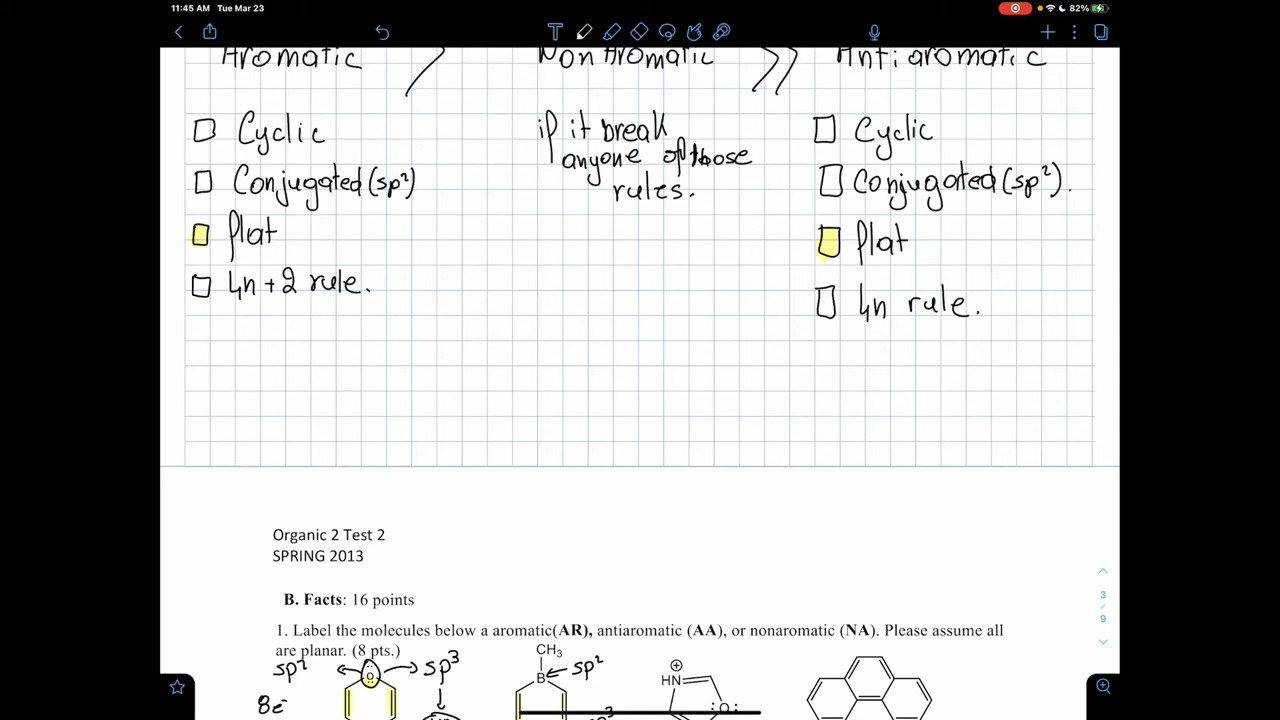 11:45 AM Tue Mar 23
82%
Aromatic > Non Aromatic >> Antiaromatic
Cyclic
Conjugated (sp²)
flat
4n + 2 rule.
if it break
anyone of those
rules.
Cyclic
Conjugated (sp²).
flat
4n rule.
3
/
9
Organic 2 Test 2
SPRING 2013
B. Facts: 16 points
1. Label the molecules below a aromatic(AR), antiaromatic (AA), or nonaromatic (NA). Please assume all
are planar. (8 pts.)
sp² :O: sp³
8e⁻
CH₃
B sp²
⊕
HN
:O: